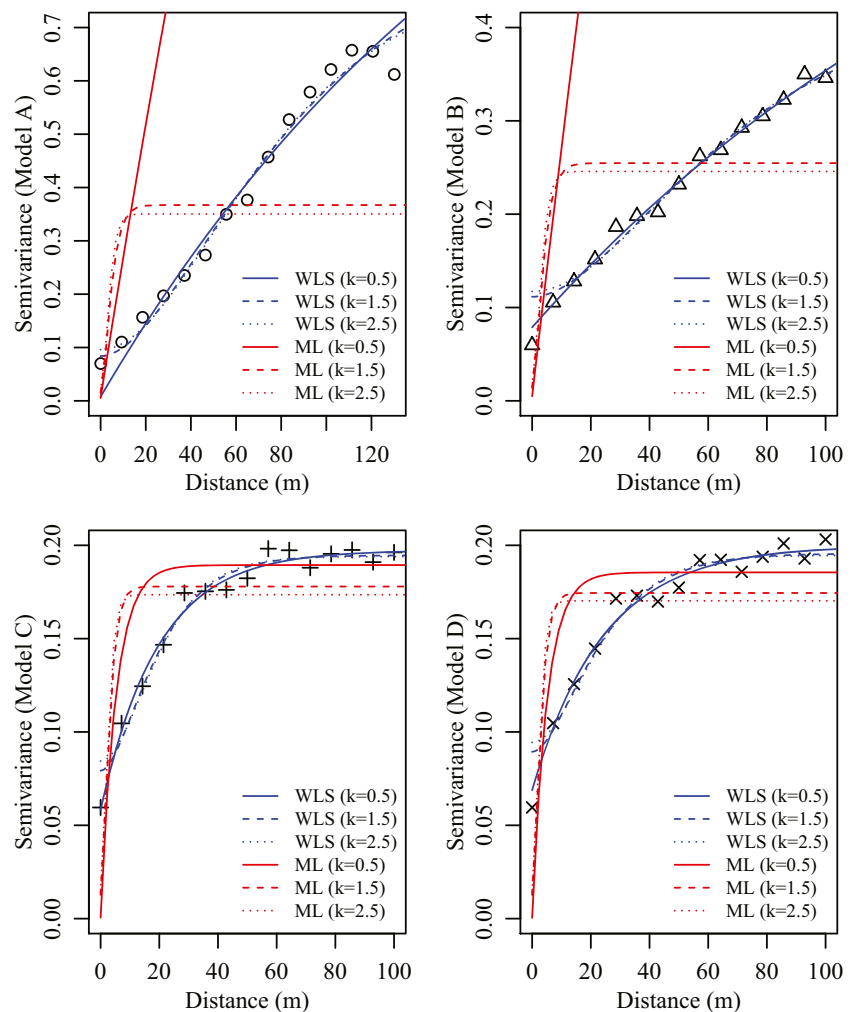 Semivariance (Model A)
0.7
0.6
0.5
0.4
0.3
0.2
0.1
0.0
WLS (k=0.5)
WLS (k=1.5)
WLS (k=2.5)
ML (k=0.5)
ML (k=1.5)
ML (k=2.5)
0 20 40 60 80 120
Distance (m)
Semivariance (Model B)
0.4
0.3
0.2
0.1
0.0
WLS (k=0.5)
WLS (k=1.5)
WLS (k=2.5)
ML (k=0.5)
ML (k=1.5)
ML (k=2.5)
0 20 40 60 80 100
Distance (m)
Semivariance (Model C)
0.20
0.15
0.10
0.05
0.00
WLS (k=0.5)
WLS (k=1.5)
WLS (k=2.5)
ML (k=0.5)
ML (k=1.5)
ML (k=2.5)
0 20 40 60 80 100
Distance (m)
Semivariance (Model D)
0.20
0.15
0.10
0.05
0.00
WLS (k=0.5)
WLS (k=1.5)
WLS (k=2.5)
ML (k=0.5)
ML (k=1.5)
ML (k=2.5)
0 20 40 60 80 100
Distance (m)